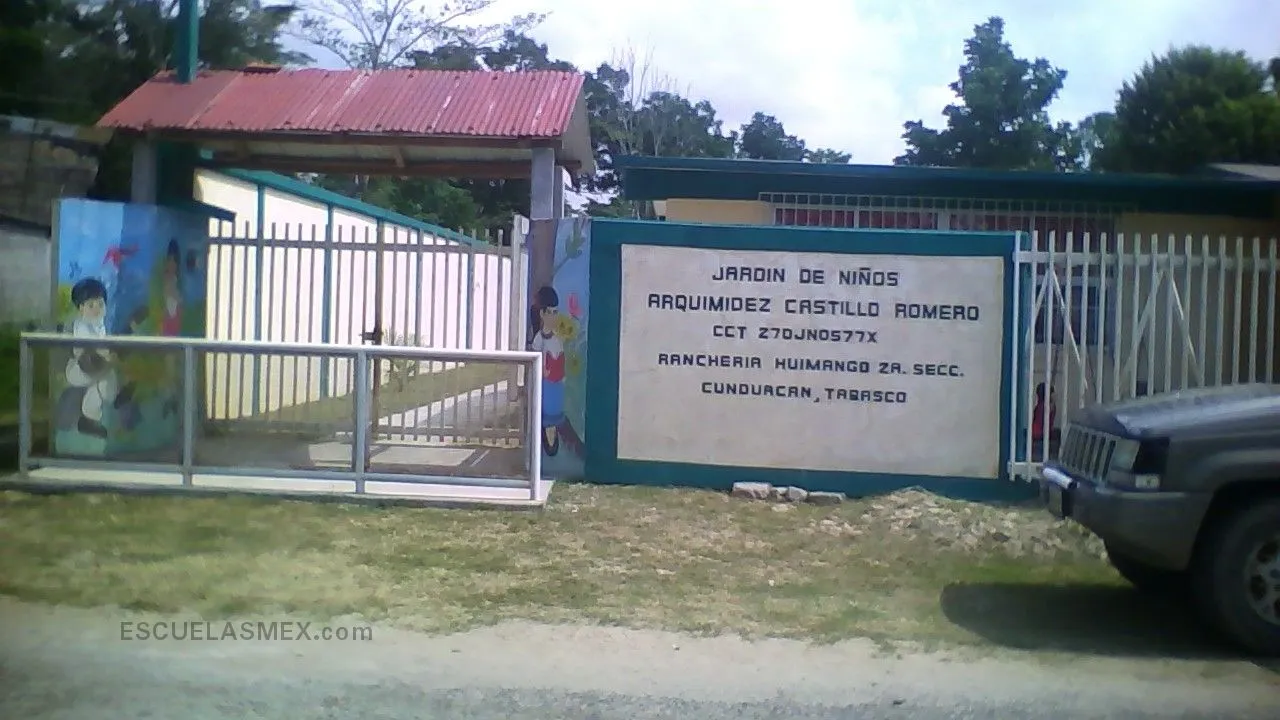 JARDIN DE NIÑOS
ARQUIMIDEZ CASTILLO ROMERO
CCT 27DJN0577X
RANCHERIA HUIMANGO 2A. SECC.
CUNDUACAN, TABASCO
ESCUELASMEX.com